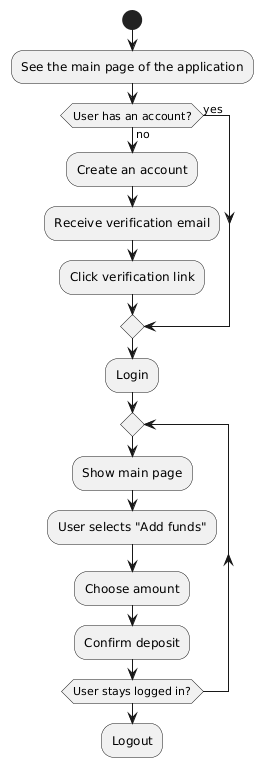 See the main page of the application
User has an account?
yes
no
Create an account
Receive verification email
Click verification link
Login
Show main page
User selects "Add funds"
Choose amount
Confirm deposit
User stays logged in?
Logout